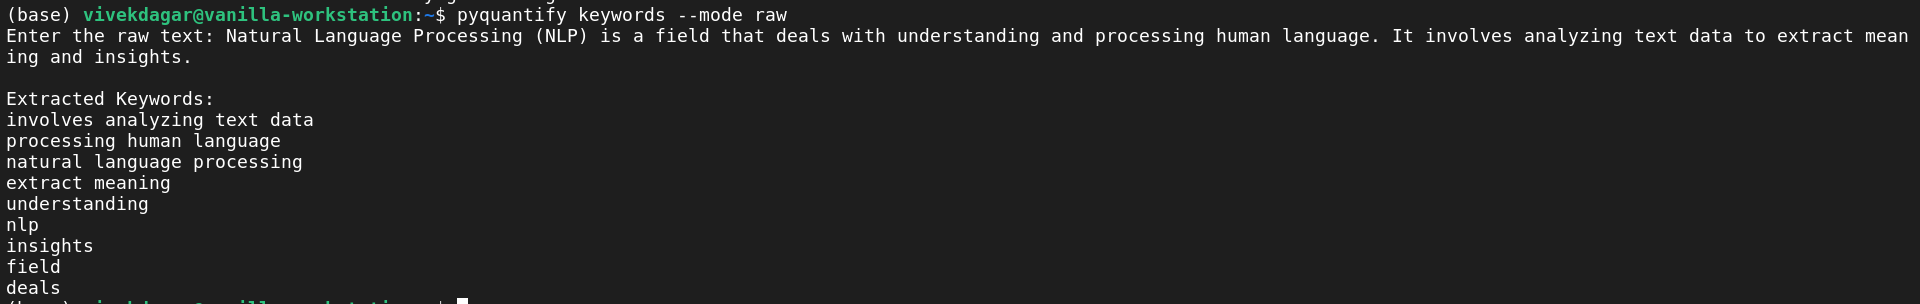 (base) vivekdagar@vanilla-workstation:~$ pyquantify keywords --mode raw
Enter the raw text: Natural Language Processing (NLP) is a field that deals with understanding and processing human language. It involves analyzing text data to extract mean
ing and insights.
Extracted Keywords:
involves analyzing text data
processing human language
natural language processing
extract meaning
understanding
nlp
insights
field
deals